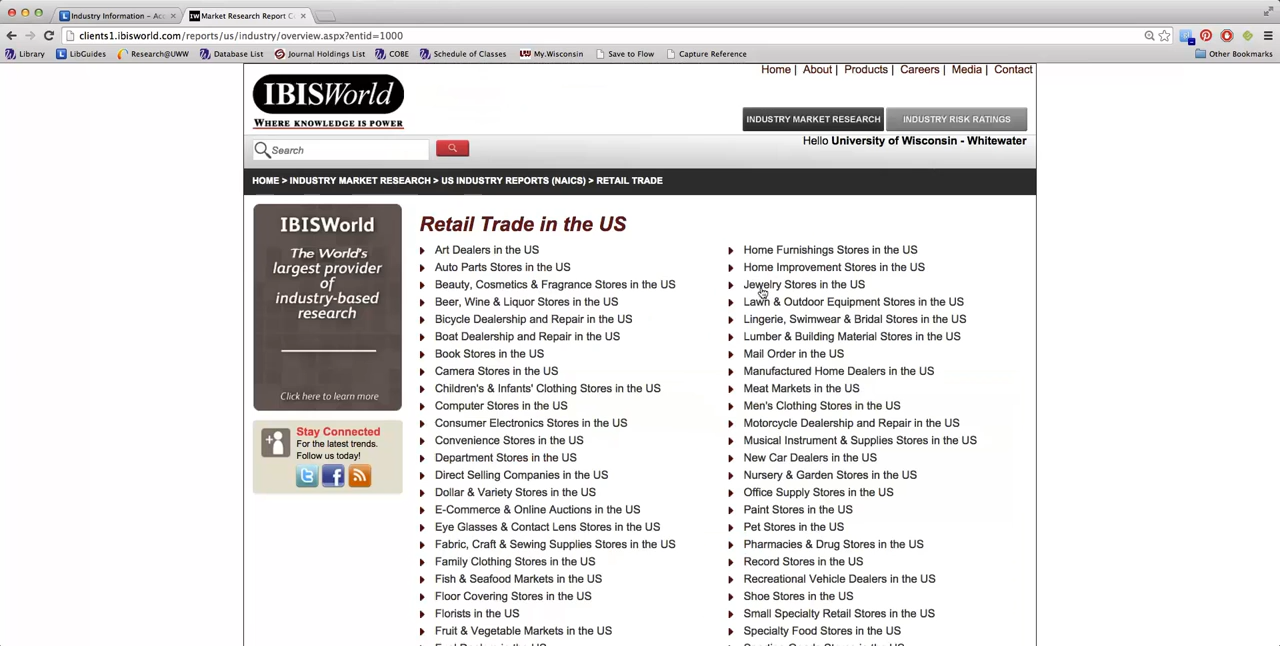 Industry Information - Acc
Market Research Report C
clients1.ibisworld.com/reports/us/industry/overview.aspx?entid=1000
Library LibGuides Research@UWW Database List Journal Holdings List COBE Schedule of Classes My.Wisconsin Save to Flow Capture Reference Other Bookmarks
Home | About | Products | Careers | Media | Contact
IBISWorld
WHERE KNOWLEDGE IS POWER
INDUSTRY MARKET RESEARCH
INDUSTRY RISK RATINGS
Search
Hello University of Wisconsin - Whitewater
HOME > INDUSTRY MARKET RESEARCH > US INDUSTRY REPORTS (NAICS) > RETAIL TRADE
IBISWorld
The World's
largest provider
of
industry-based
research
Click here to learn more
Stay Connected
For the latest trends.
Follow us today!
Retail Trade in the US
Art Dealers in the US
Auto Parts Stores in the US
Beauty, Cosmetics & Fragrance Stores in the US
Beer, Wine & Liquor Stores in the US
Bicycle Dealership and Repair in the US
Boat Dealership and Repair in the US
Book Stores in the US
Camera Stores in the US
Children's & Infants' Clothing Stores in the US
Computer Stores in the US
Consumer Electronics Stores in the US
Convenience Stores in the US
Department Stores in the US
Direct Selling Companies in the US
Dollar & Variety Stores in the US
E-Commerce & Online Auctions in the US
Eye Glasses & Contact Lens Stores in the US
Fabric, Craft & Sewing Supplies Stores in the US
Family Clothing Stores in the US
Fish & Seafood Markets in the US
Floor Covering Stores in the US
Florists in the US
Fruit & Vegetable Markets in the US
Home Furnishings Stores in the US
Home Improvement Stores in the US
Jewelry Stores in the US
Lawn & Outdoor Equipment Stores in the US
Lingerie, Swimwear & Bridal Stores in the US
Lumber & Building Material Stores in the US
Mail Order in the US
Manufactured Home Dealers in the US
Meat Markets in the US
Men's Clothing Stores in the US
Motorcycle Dealership and Repair in the US
Musical Instrument & Supplies Stores in the US
New Car Dealers in the US
Nursery & Garden Stores in the US
Office Supply Stores in the US
Paint Stores in the US
Pet Stores in the US
Pharmacies & Drug Stores in the US
Record Stores in the US
Recreational Vehicle Dealers in the US
Shoe Stores in the US
Small Specialty Retail Stores in the US
Specialty Food Stores in the US